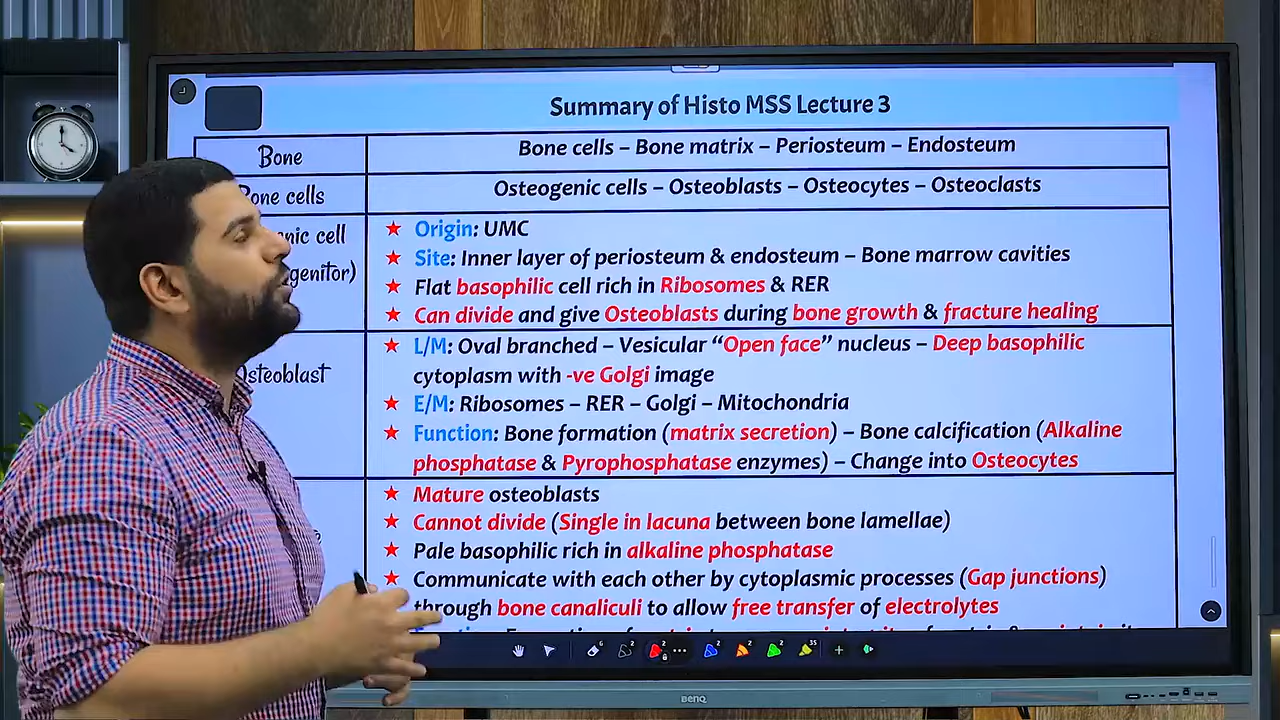 Summary of Histo MSS Lecture 3
Bone
Bone cells – Bone matrix – Periosteum – Endosteum
cells
Osteogenic cells – Osteoblasts – Osteocytes – Osteoclasts
cell
★ Origin: UMC
★ Site: Inner layer of periosteum & endosteum – Bone marrow cavities
★ Flat basophilic cell rich in Ribosomes & RER
★ Can divide and give Osteoblasts during bone growth & fracture healing
★ L/M: Oval branched – Vesicular “Open face” nucleus – Deep basophilic
cytoplasm with -ve Golgi image
★ E/M: Ribosomes – RER – Golgi – Mitochondria
★ Function: Bone formation (matrix secretion) – Bone calcification (Alkaline
phosphatase & Pyrophosphatase enzymes) – Change into Osteocytes
★ Mature osteoblasts
★ Cannot divide (Single in lacuna between bone lamellae)
★ Pale basophilic rich in alkaline phosphatase
★ Communicate with each other by cytoplasmic processes (Gap junctions)
through bone canaliculi to allow free transfer of electrolytes
BenQ